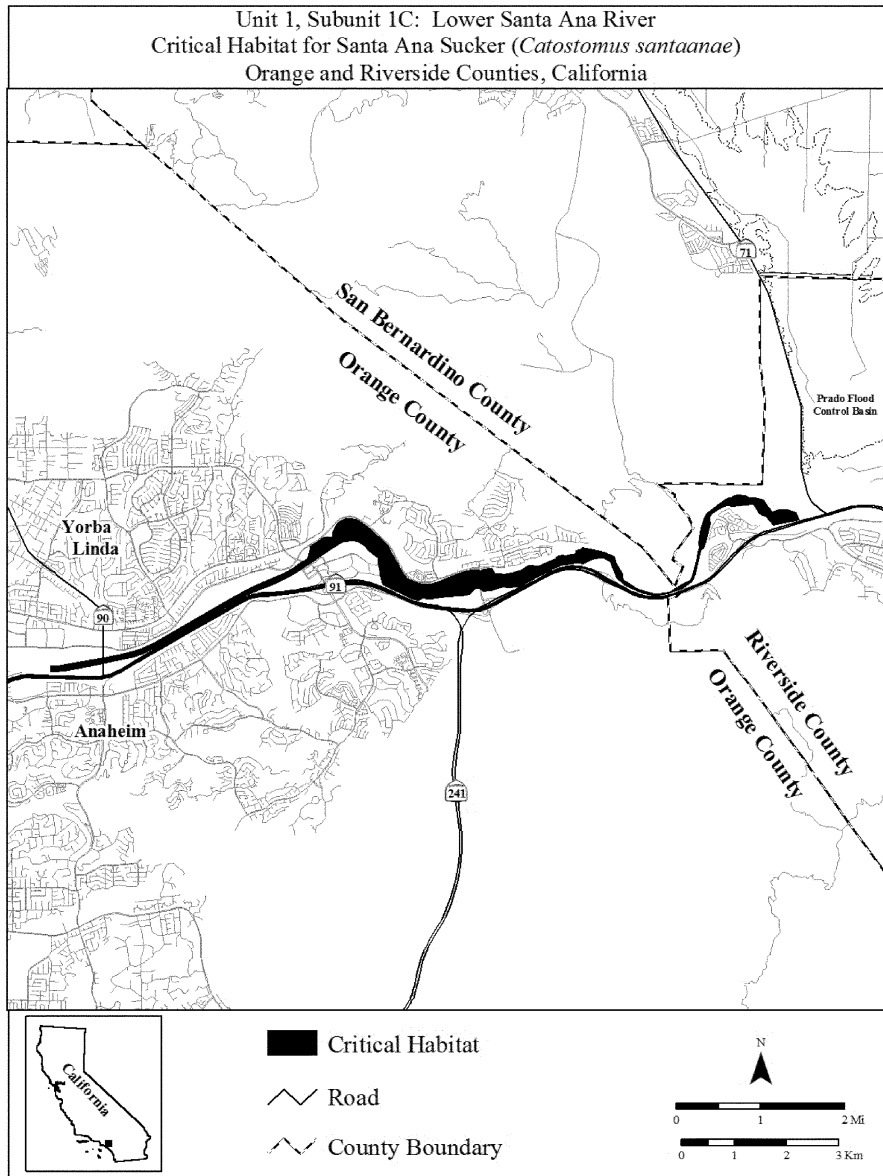 Unit 1, Subunit 1C: Lower Santa Ana River
Critical Habitat for Santa Ana Sucker (Catostomus santaanae)
Orange and Riverside Counties, California
71
San Bernardino County
Orange County
Prado Flood
Control Basin
Yorba
Linda
91
90
Riverside County
Orange County
Anaheim
241
California
Critical Habitat
Road
County Boundary
N
0 1 2 Mi
0 1 2 3 Km